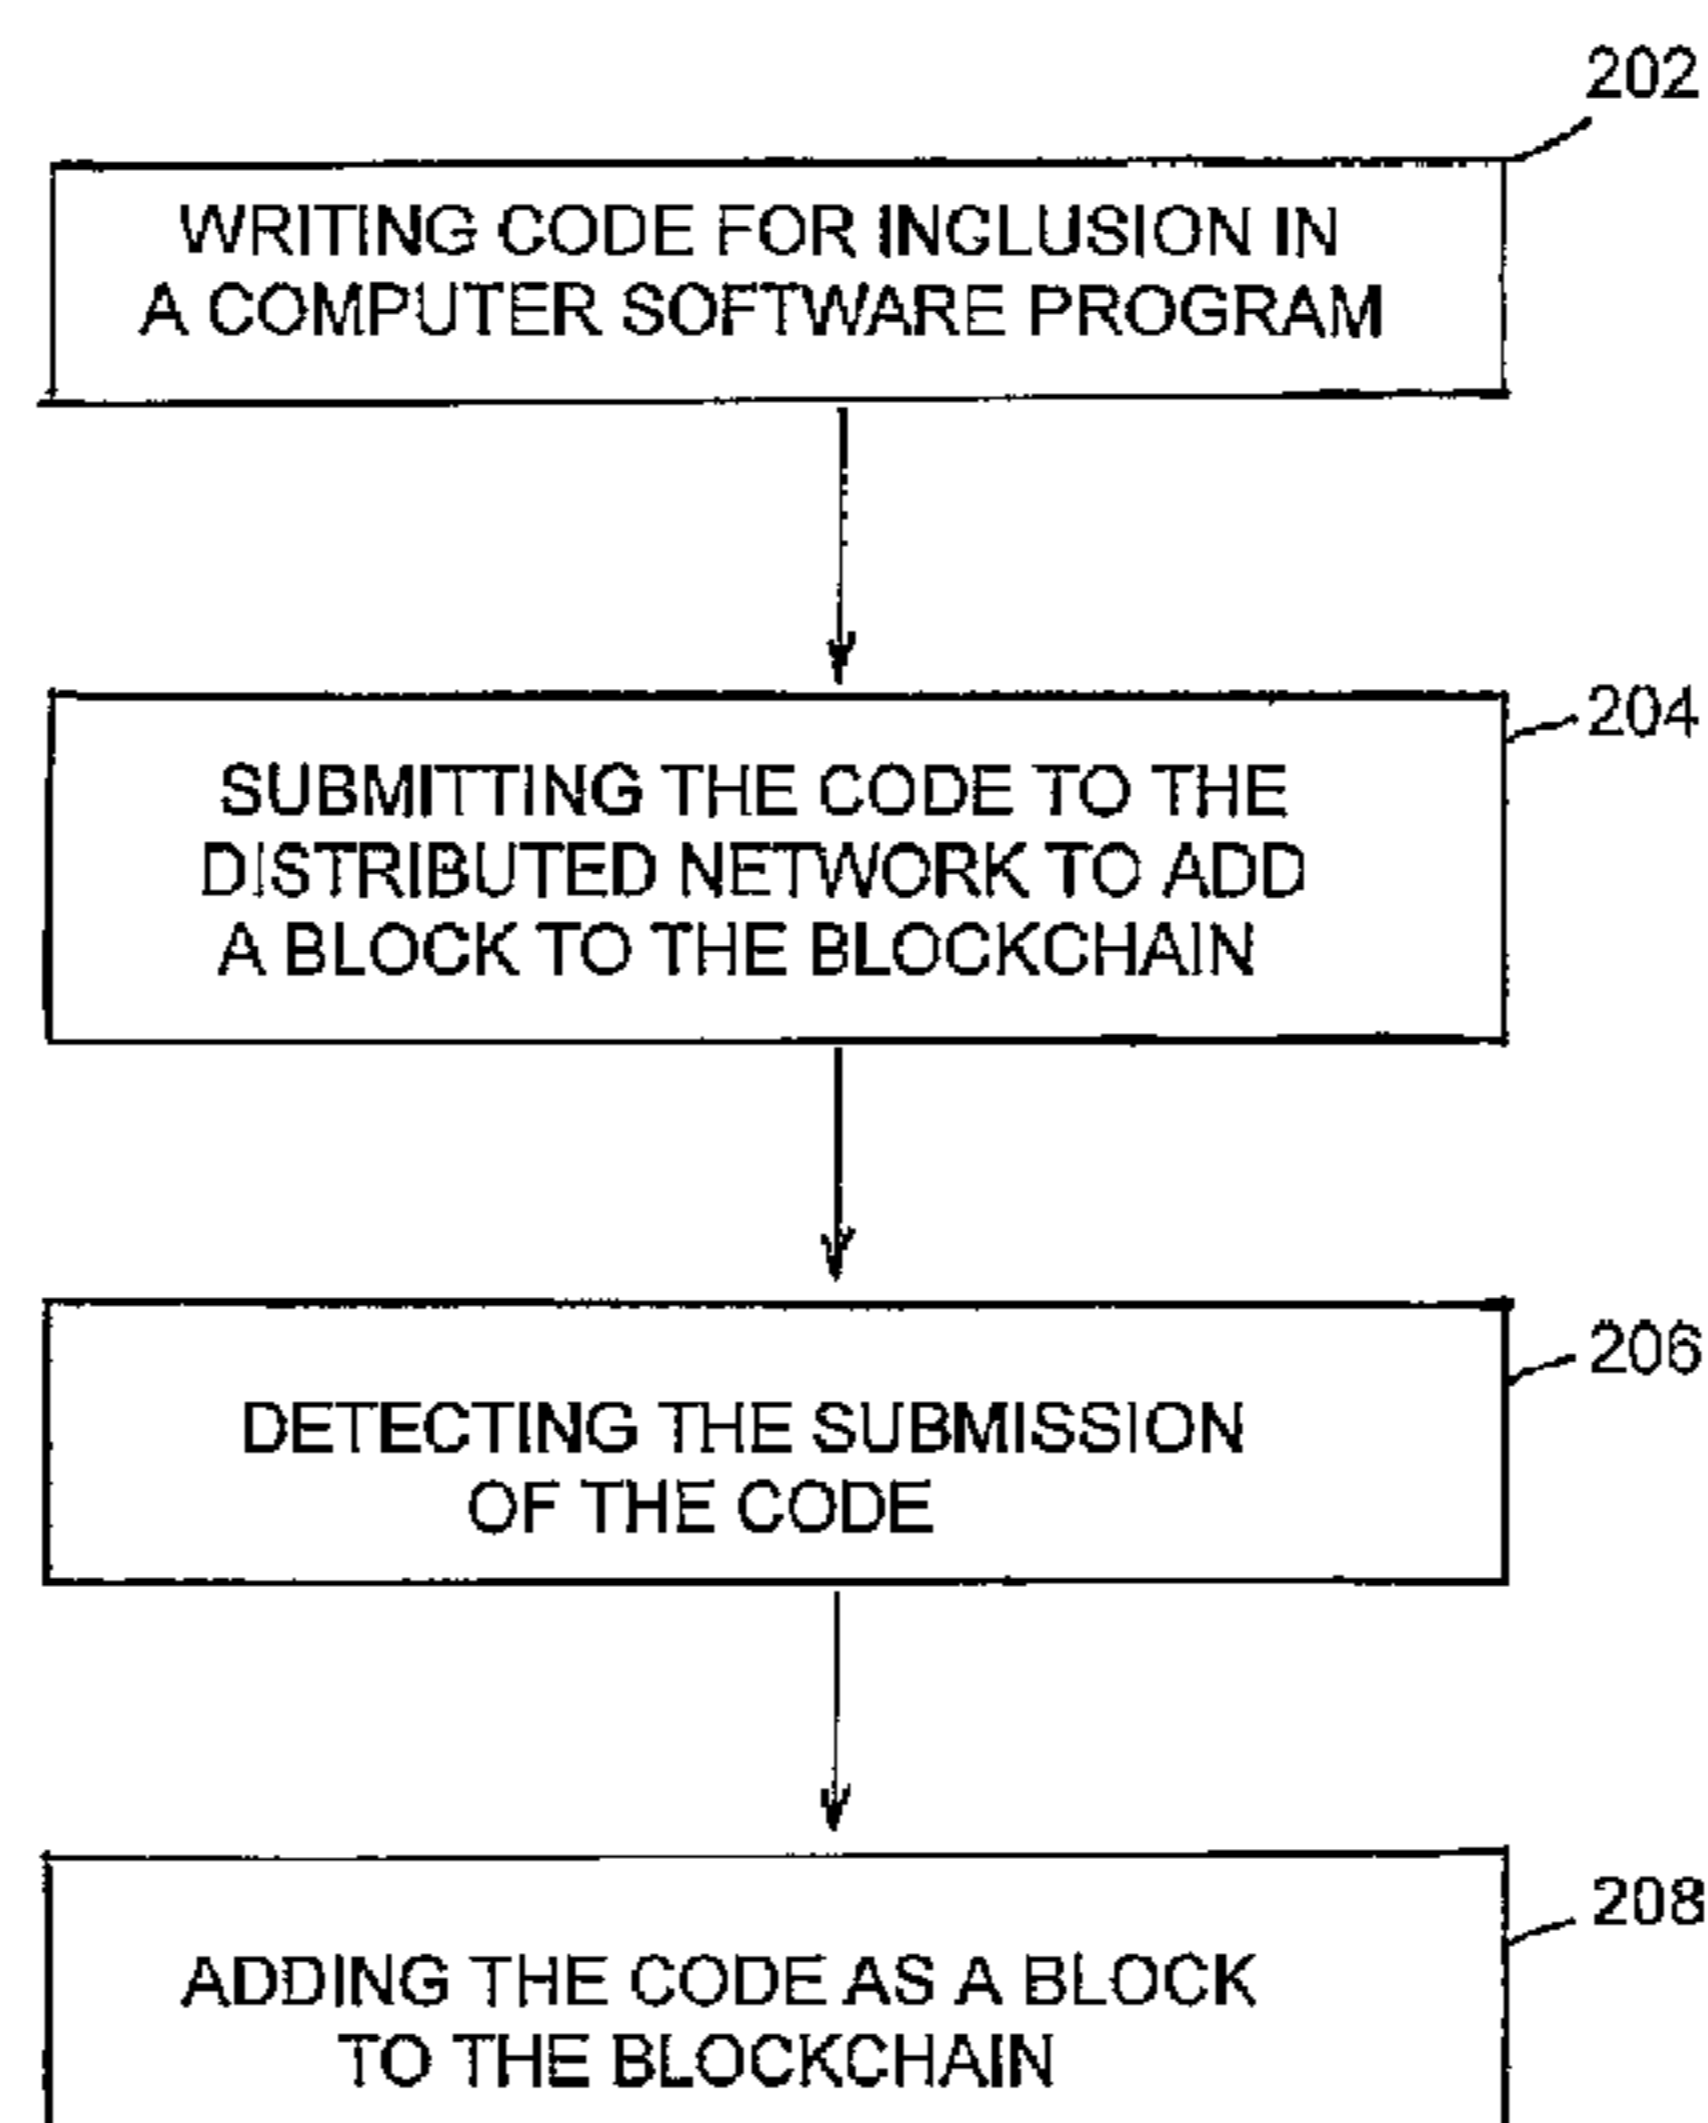 202
WRITING CODE FOR INCLUSION IN
A COMPUTER SOFTWARE PROGRAM
204
SUBMITTING THE CODE TO THE
DISTRIBUTED NETWORK TO ADD
A BLOCK TO THE BLOCKCHAIN
206
DETECTING THE SUBMISSION
OF THE CODE
208
ADDING THE CODE AS A BLOCK
TO THE BLOCKCHAIN